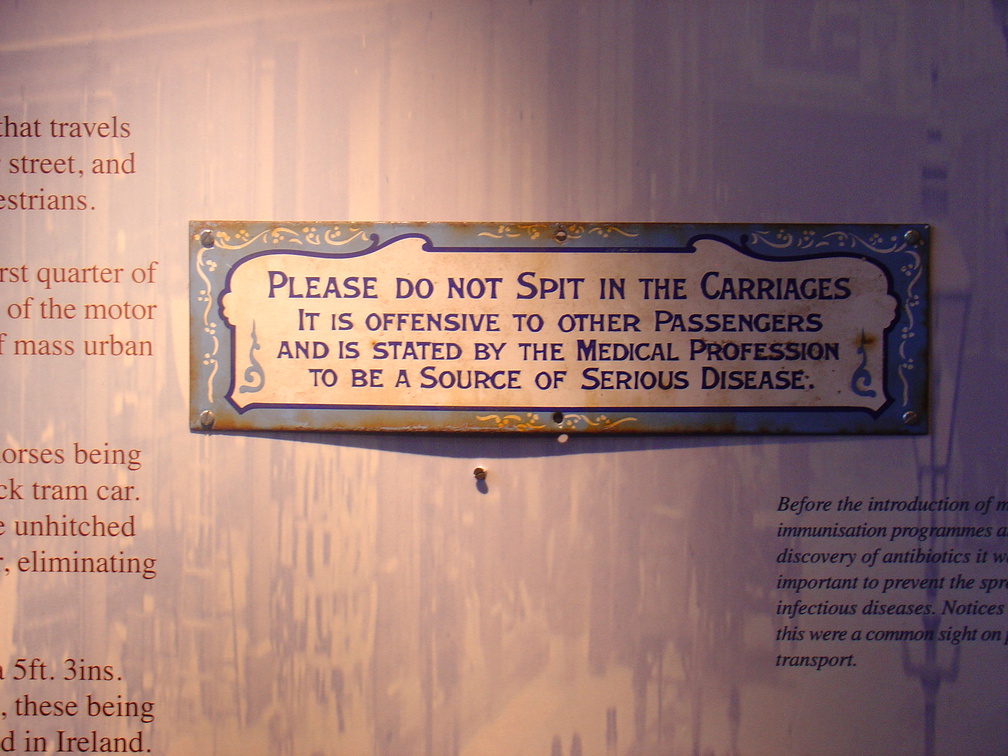 that travels
street, and
estrians.
rst quarter of
of the motor
f mass urban
orses being
ck tram car.
e unhitched
r, eliminating
a 5ft. 3ins.
, these being
d in Ireland.
PLEASE DO NOT SPIT IN THE CARRIAGES
IT IS OFFENSIVE TO OTHER PASSENGERS
AND IS STATED BY THE MEDICAL PROFESSION
TO BE A SOURCE OF SERIOUS DISEASE.
Before the introduction of m
immunisation programmes a
discovery of antibiotics it w
important to prevent the spr
infectious diseases. Notices
this were a common sight on p
transport.